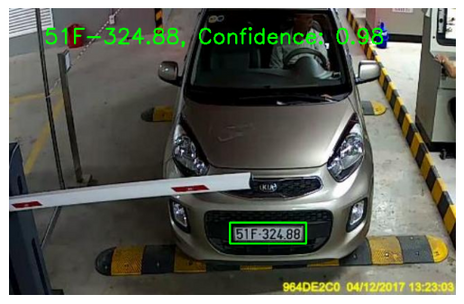 51F-324.88, Confidence: 0.98
KIA
51F-324.88
964DE2C0 04/12/2017 13:23:03